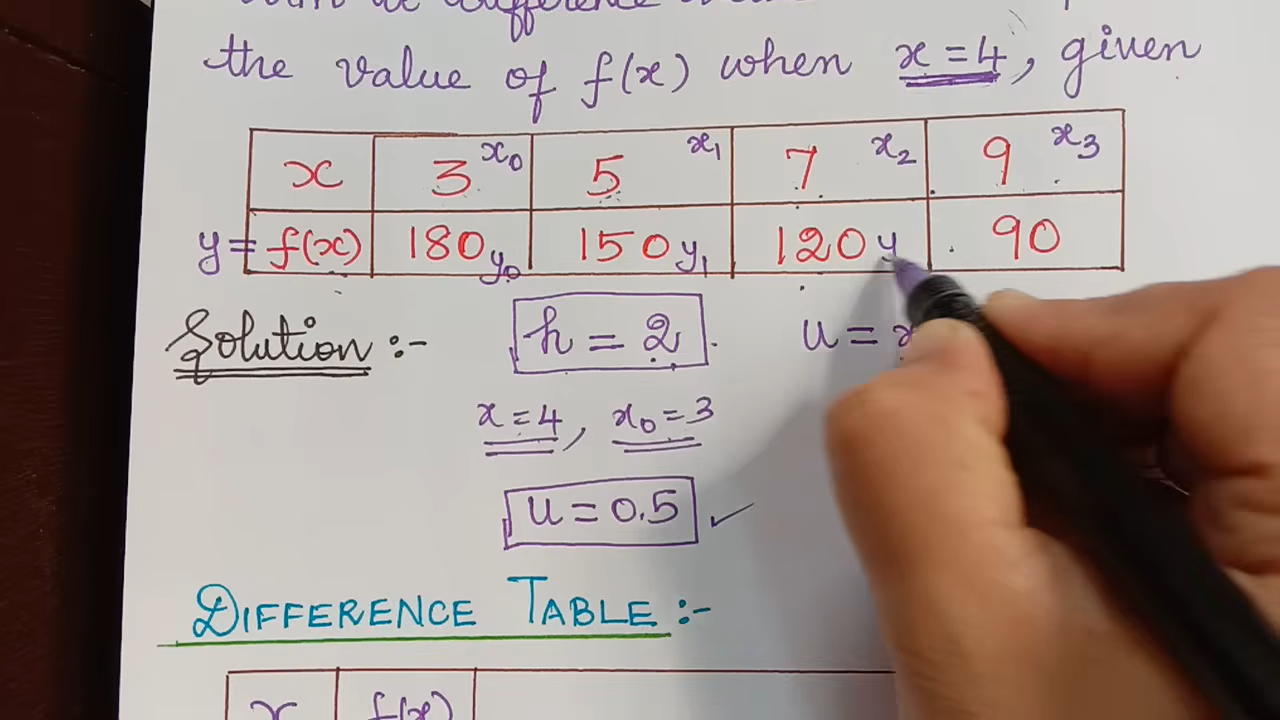 the value of f(x) when x = 4, given
x 3 x₀ 5 x₁ 7 x₂ 9 x₃
y = f(x) 180 y₀ 150 y₁ 120 y 90
Solution :- h = 2 u =
x = 4, x₀ = 3
u = 0.5 ✓
DIFFERENCE TABLE :-
x f(x)